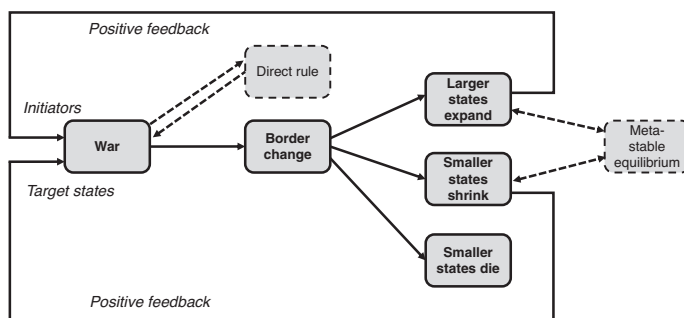 Positive feedback
Direct rule
Larger
states
expand
Initiators
War
Border
change
Meta-
stable
equilibrium
Smaller
states
shrink
Target states
Smaller
states die
Positive feedback